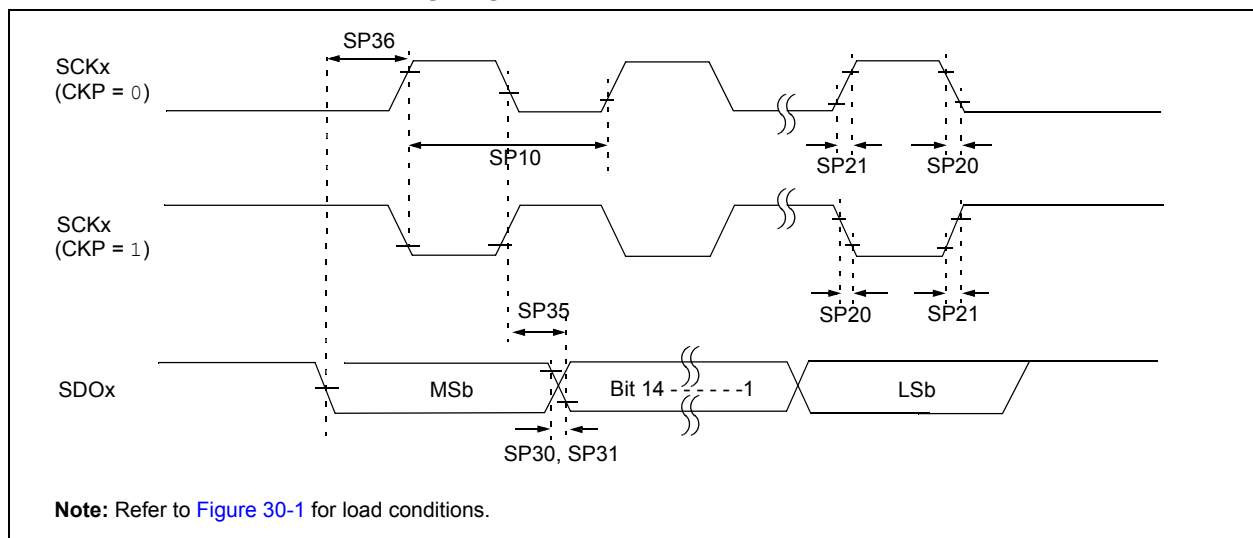 SP36
SCKx
(CKP = 0)
SP10
SP21
SP20
SCKx
(CKP = 1)
SP35
SP20
SP21
SDOx
MSb
Bit 14 - - - - - -1
LSb
SP30, SP31
Note: Refer to Figure 30-1 for load conditions.